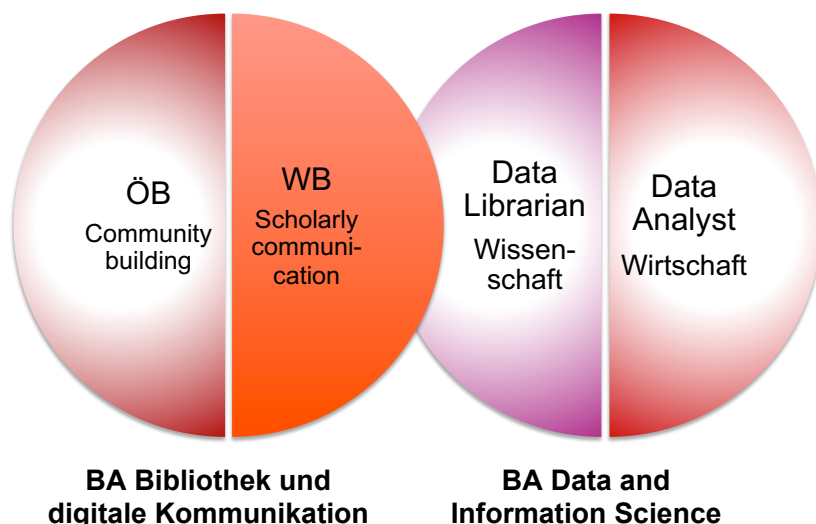 ÖB
Community
building
WB
Scholarly
communi-
cation
Data
Librarian
Wissen-
schaft
Data
Analyst
Wirtschaft
BA Bibliothek und
digitale Kommunikation
BA Data and
Information Science